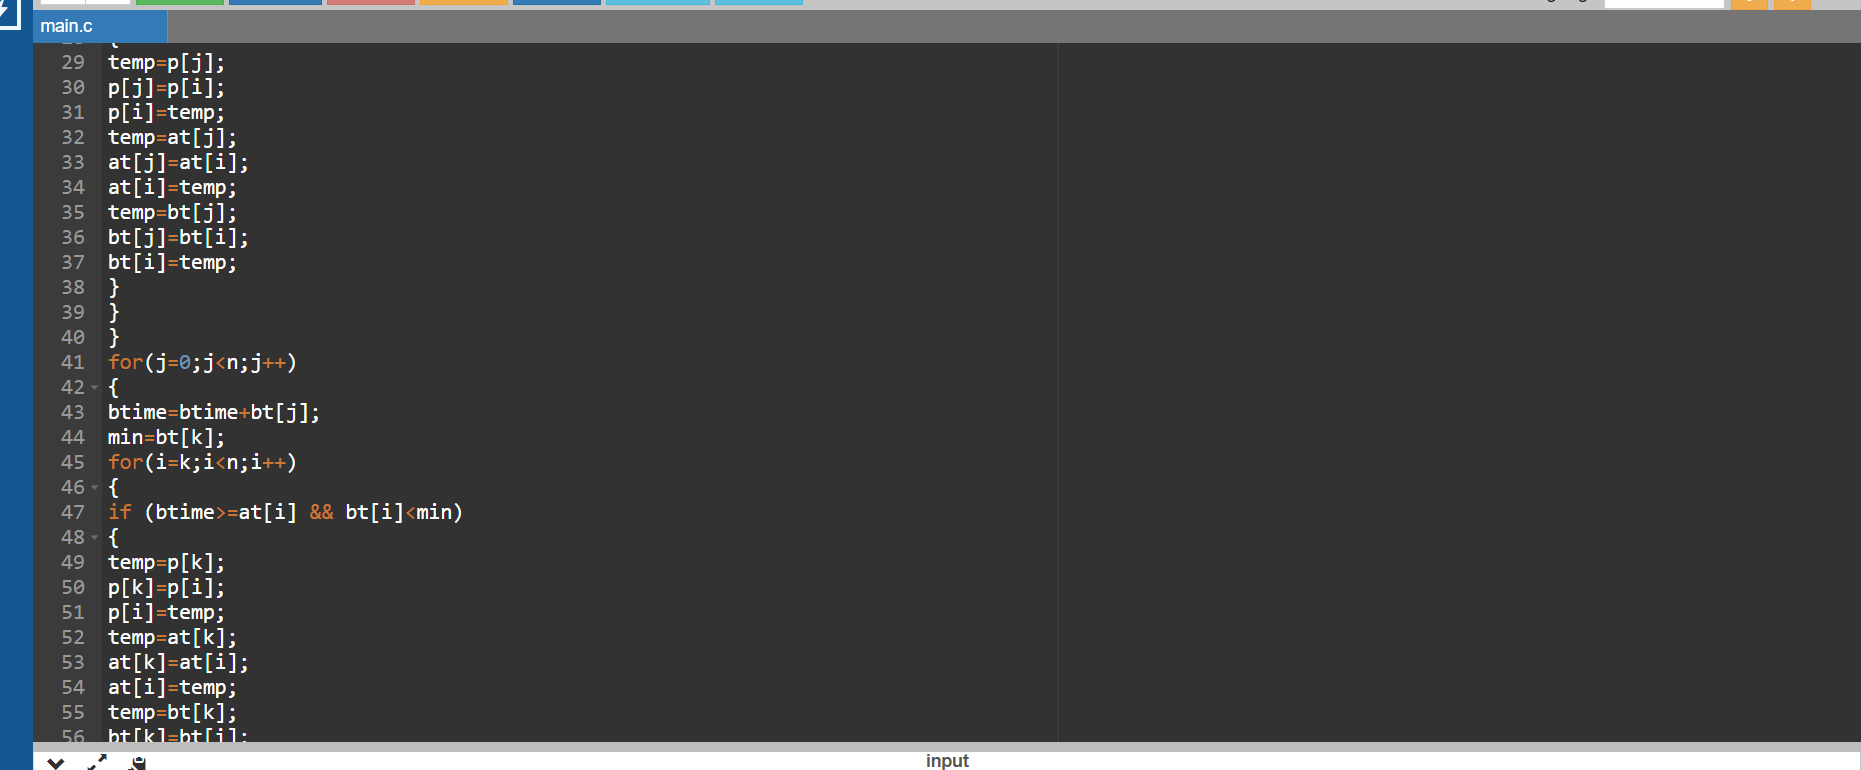 main.c
29 temp=p[j];
30 p[j]=p[i];
31 p[i]=temp;
32 temp=at[j];
33 at[j]=at[i];
34 at[i]=temp;
35 temp=bt[j];
36 bt[j]=bt[i];
37 bt[i]=temp;
38 }
39 }
40 }
41 for(j=0;j<n;j++)
42 {
43 btime=btime+bt[j];
44 min=bt[k];
45 for(i=k;i<n;i++)
46 {
47 if (btime>=at[i] && bt[i]<min)
48 {
49 temp=p[k];
50 p[k]=p[i];
51 p[i]=temp;
52 temp=at[k];
53 at[k]=at[i];
54 at[i]=temp;
55 temp=bt[k];
56 bt[k]=bt[i];
input